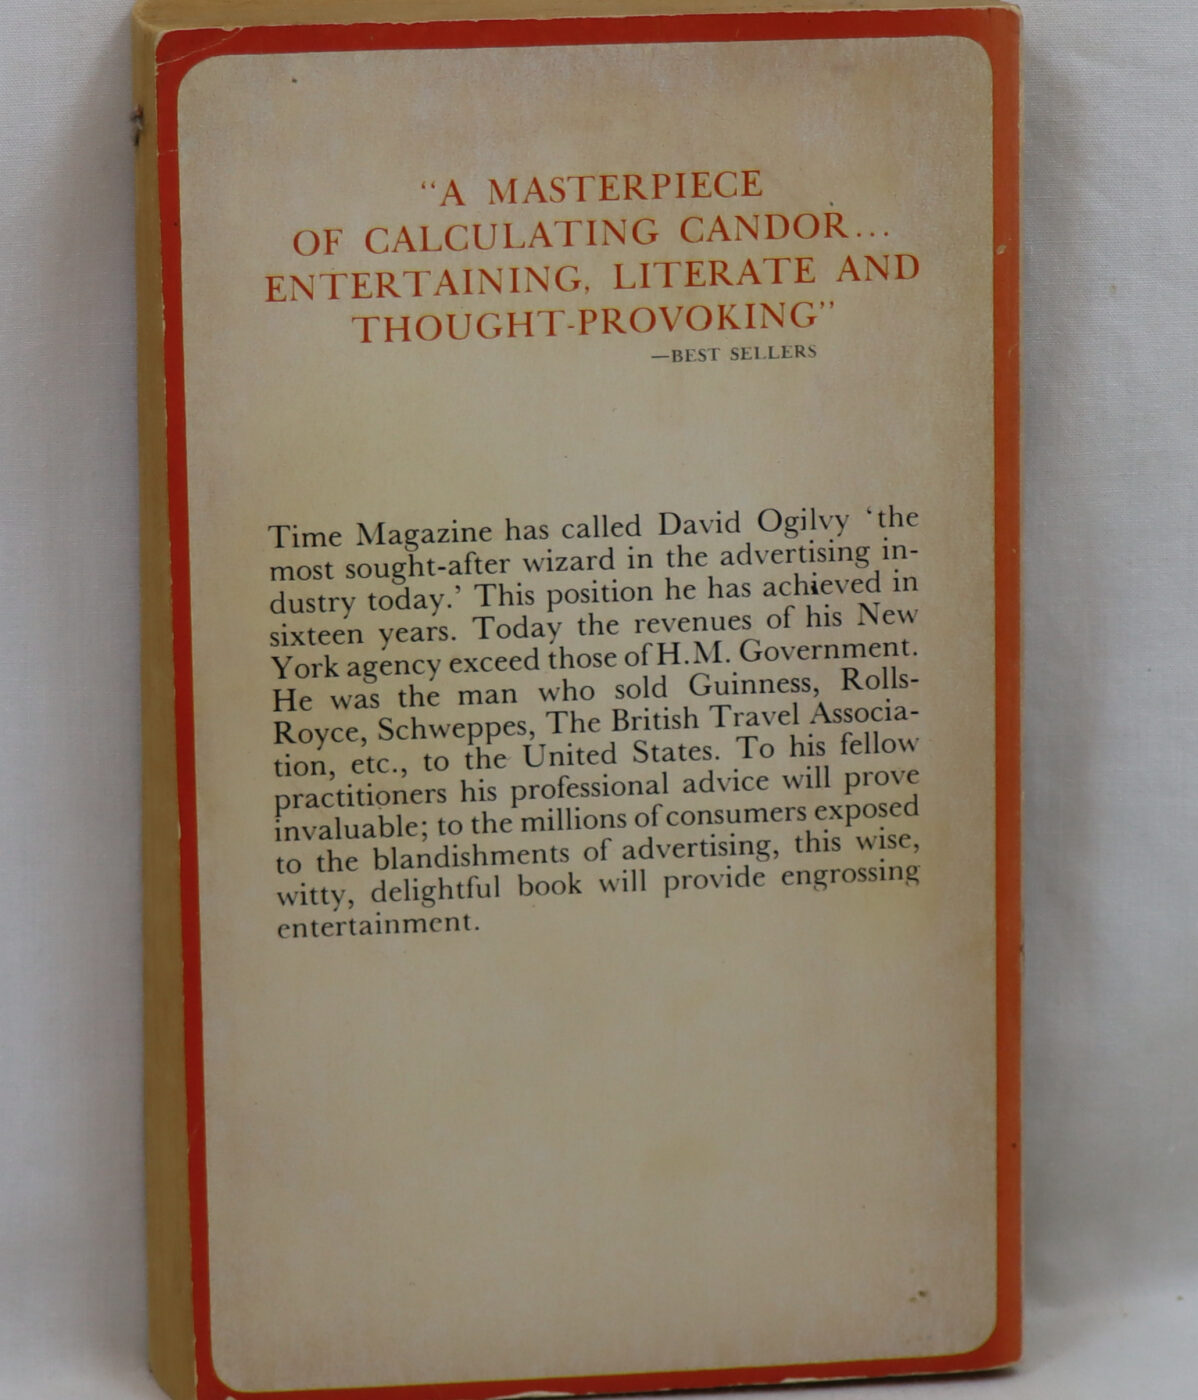 “A MASTERPIECE
OF CALCULATING CANDOR...
ENTERTAINING, LITERATE AND
THOUGHT-PROVOKING”
—BEST SELLERS
Time Magazine has called David Ogilvy ‘the
most sought-after wizard in the advertising in-
dustry today.’ This position he has achieved in
sixteen years. Today the revenues of his New
York agency exceed those of H.M. Government.
He was the man who sold Guinness, Rolls-
Royce, Schweppes, The British Travel Associa-
tion, etc., to the United States. To his fellow
practitioners his professional advice will prove
invaluable; to the millions of consumers exposed
to the blandishments of advertising, this wise,
witty, delightful book will provide engrossing
entertainment.